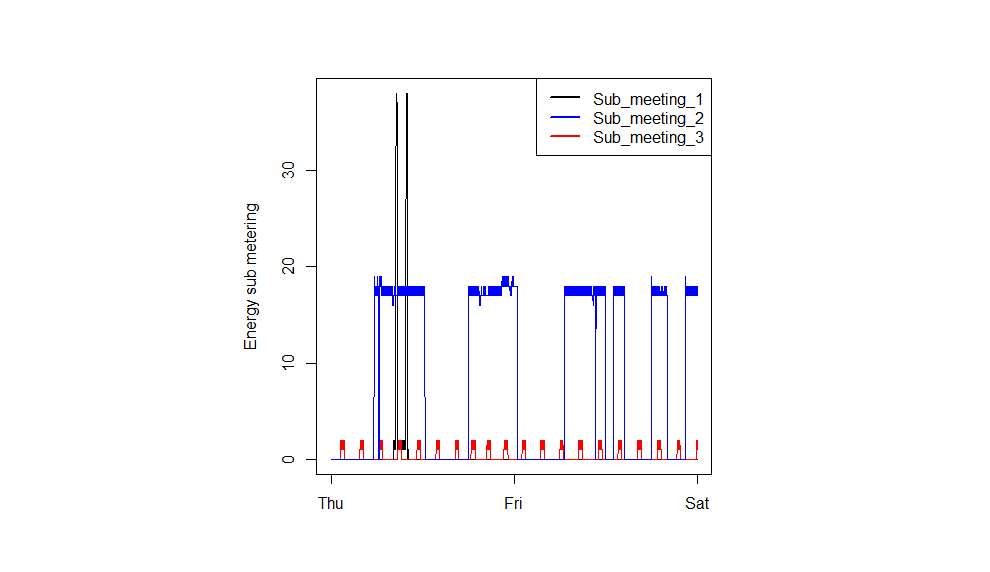 Sub_meeting_1
Sub_meeting_2
Sub_meeting_3
Energy sub metering
30
20
10
0
Thu Fri Sat